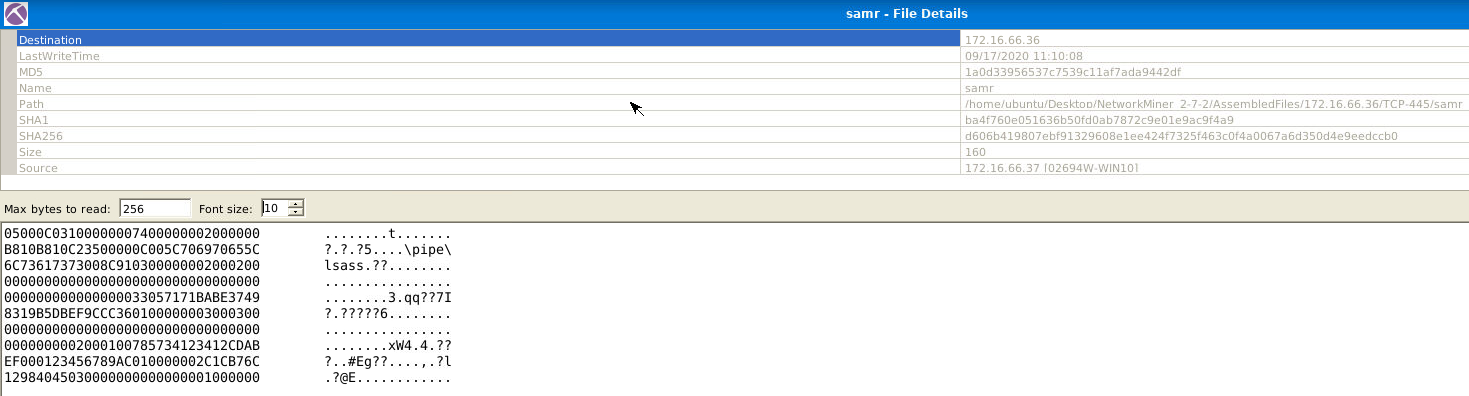 samr - File Details
Destination 172.16.66.36
LastWriteTime 09/17/2020 11:10:08
MD5 1a0d33956537c7539c11af7ada9442df
Name samr
Path /home/ubuntu/Desktop/NetworkMiner_2-7-2/AssembledFiles/172.16.66.36/TCP-445/samr
SHA1 ba4f760e051636b50fd0ab7872c9e01e9ac9f4a9
SHA256 d606b419807ebf91329608e1ee424f7325f463c0f4a0067a6d350d4e9eedccb0
Size 160
Source 172.16.66.37 [02694W-WIN10]
Max bytes to read: 256 Font size: 10
05000C03100000007400000002000000 ........t.......
B810B810C23500000C005C706970655C ?.?.?5....\pipe\
6C73617373008C910300000002000200 lsass.??........
00000000000000000000000000000000 ................
000000000000000033057171BABE3749 ........3.qq??7I
8319B5DBEF9CCC360100000003000300 ?.?????6........
00000000000000000000000000000000 ................
0000000002000100785734123412CDAB ........xW4.4.??
EF000123456789AC010000002C1CB76C ?..#Eg??....,.?l
12984045030000000000000001000000 .?@E............